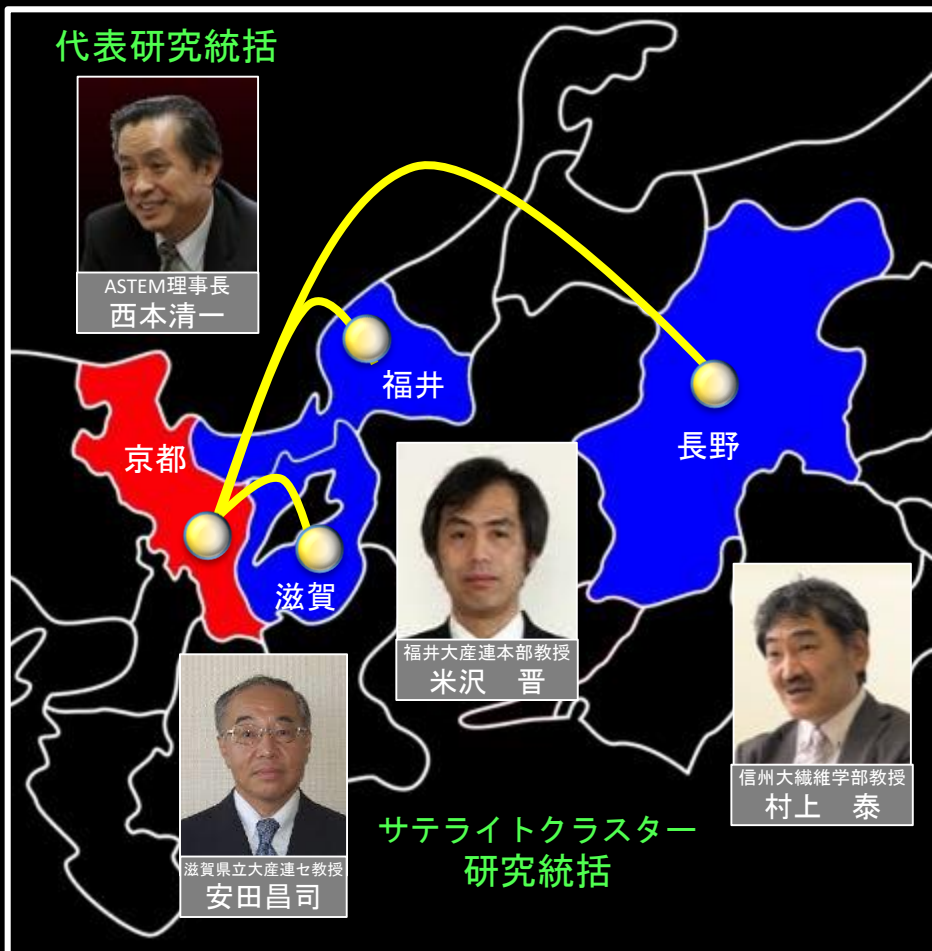 代表研究統括
ASTEM理事長
西本清一
福井
京都
長野
滋賀
福井大産連本部教授
米沢　晋
信州大繊維学部教授
村上　泰
滋賀県立大産連セ教授
安田昌司
サテライトクラスター
研究統括